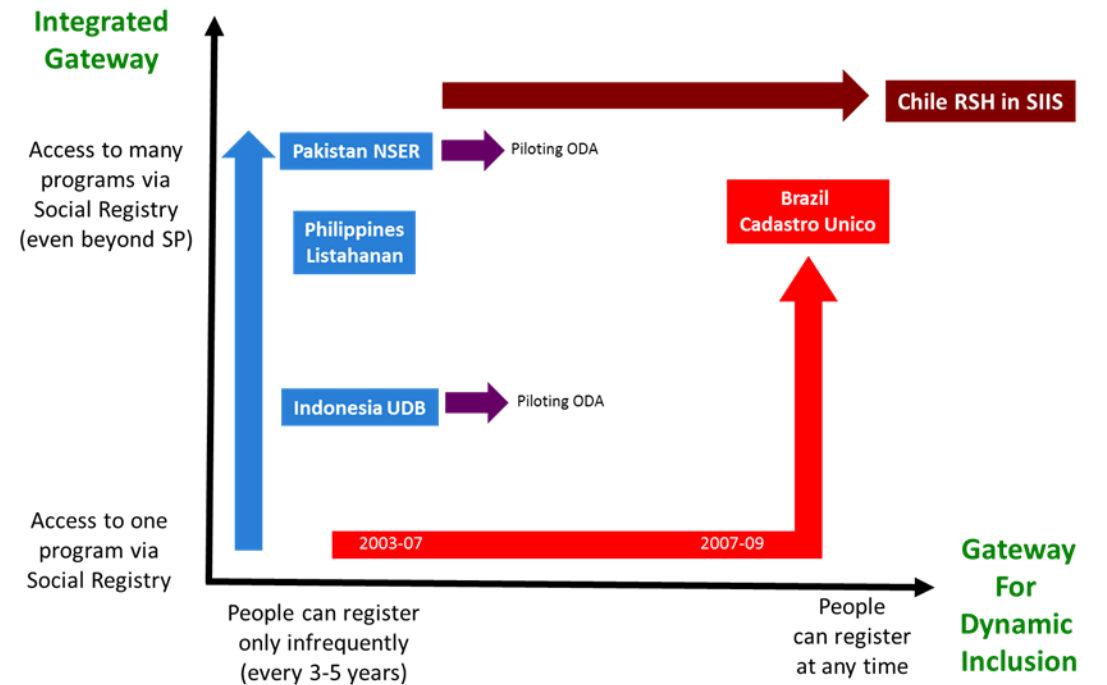 Integrated
Gateway
Chile RSH in SIIS
Access to many
programs via
Social Registry
(even beyond SP)
Pakistan NSER
Piloting ODA
Brazil
Cadastro Unico
Philippines
Listahanan
Indonesia UDB
Piloting ODA
Access to one
program via
Social Registry
2003-07
2007-09
People can register
only infrequently
(every 3-5 years)
People
can register
at any time
Gateway
For
Dynamic
Inclusion